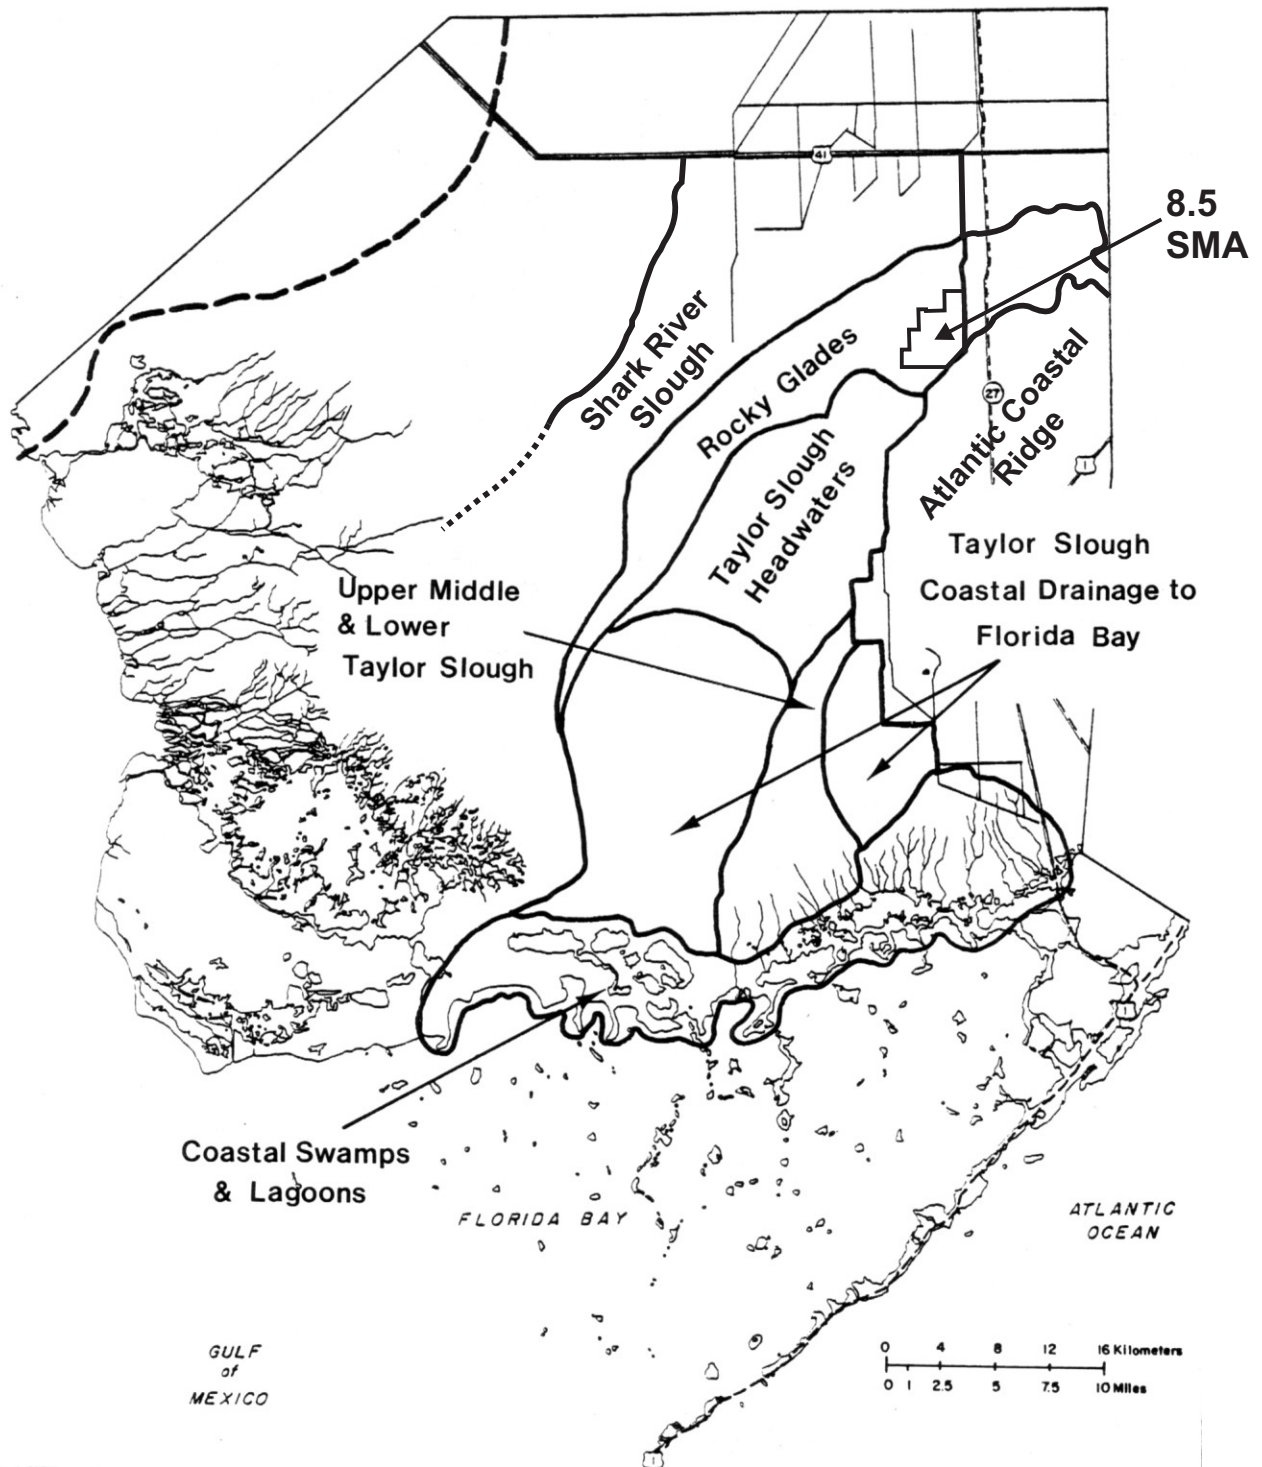 41
8.5
SMA
Shark River
Slough
Rocky Glades
27
Atlantic Coastal
Ridge
1
Taylor Slough
Headwaters
Taylor Slough
Coastal Drainage to
Florida Bay
Upper Middle
& Lower
Taylor Slough
1
Coastal Swamps
& Lagoons
FLORIDA BAY
ATLANTIC
OCEAN
GULF
of
MEXICO
0 4 8 12 16 Kilometers
0 1 2.5 5 7.5 10 Miles
1